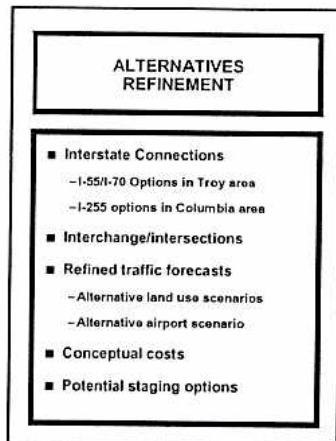 ALTERNATIVES
REFINEMENT
■ Interstate Connections
–I-55/I-70 Options in Troy area
–I-255 options in Columbia area
■ Interchange/intersections
■ Refined traffic forecasts
–Alternative land use scenarios
–Alternative airport scenario
■ Conceptual costs
■ Potential staging options